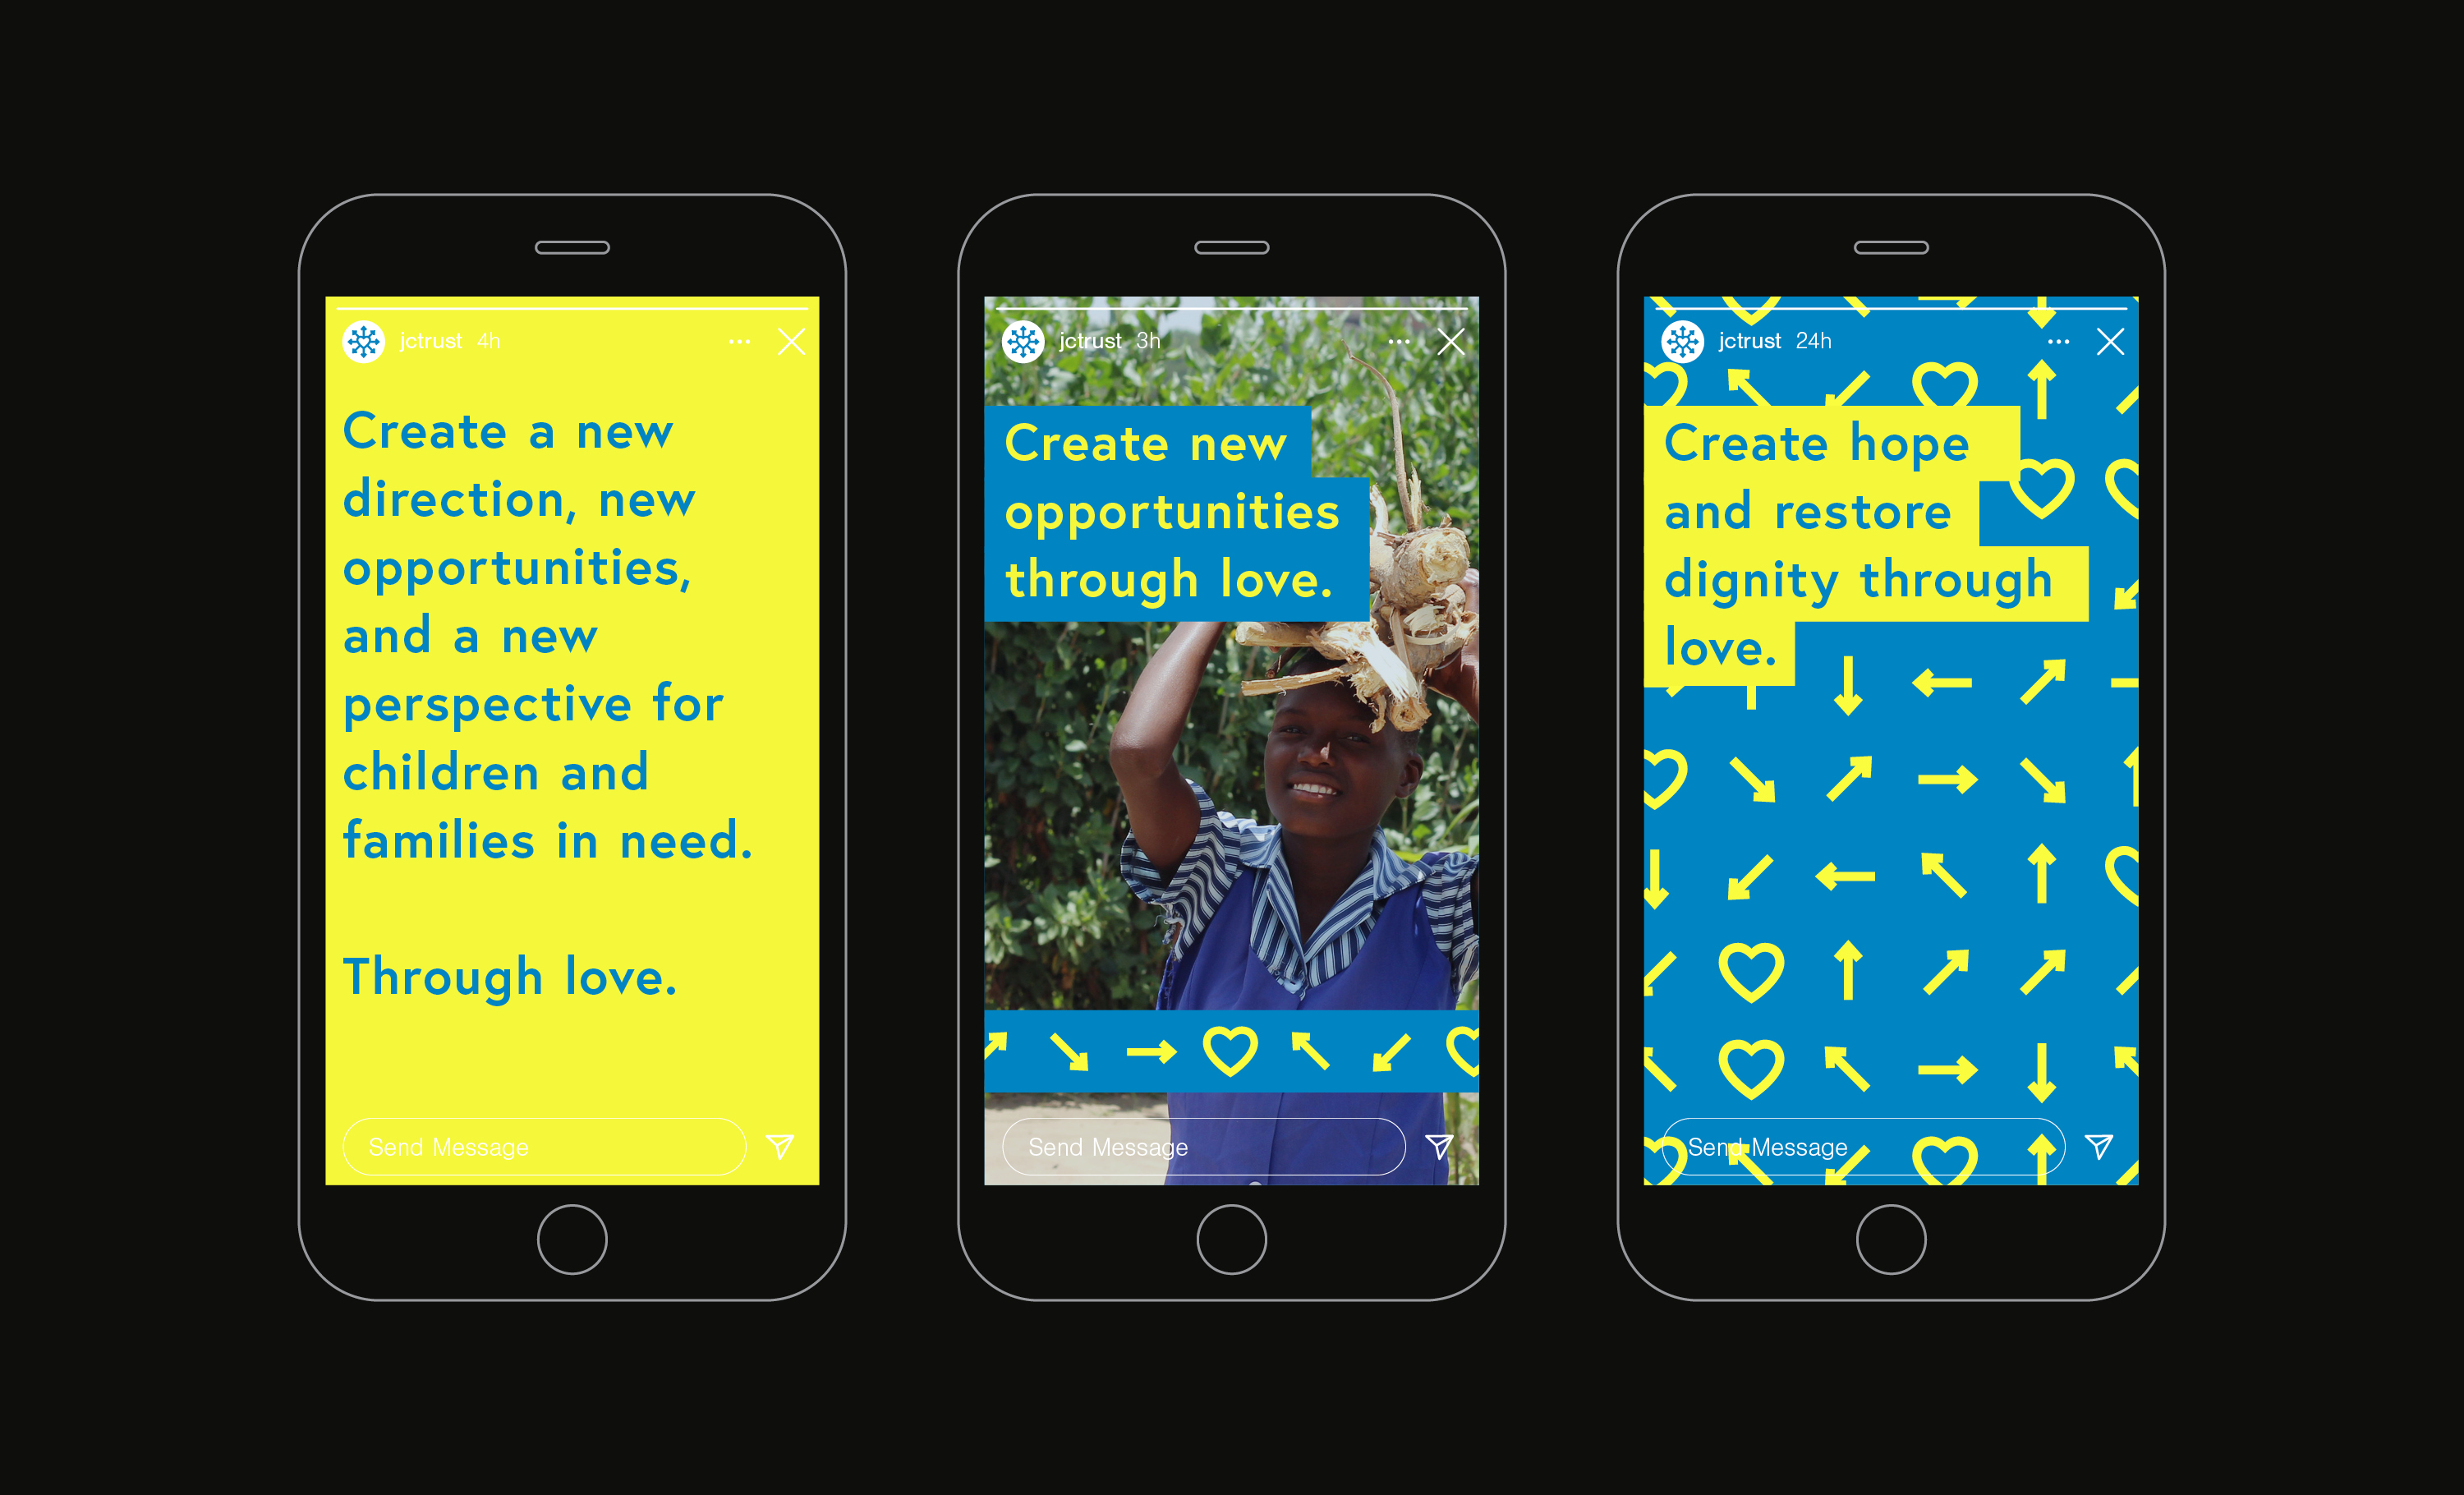 jctrust 4h
Create a new
direction, new
opportunities,
and a new
perspective for
children and
families in need.
Through love.
Send Message
jctrust 3h
Create new
opportunities
through love.
Send Message
jctrust 24h
Create hope
and restore
dignity through
love.
Send Message